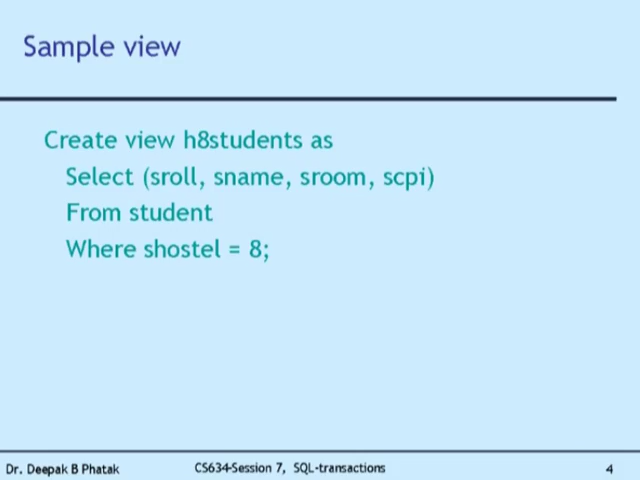 Sample view
Create view h8students as
Select (sroll, sname, sroom, scpi)
From student
Where shostel = 8;
Dr. Deepak B Phatak
CS634-Session 7, SQL-transactions
4